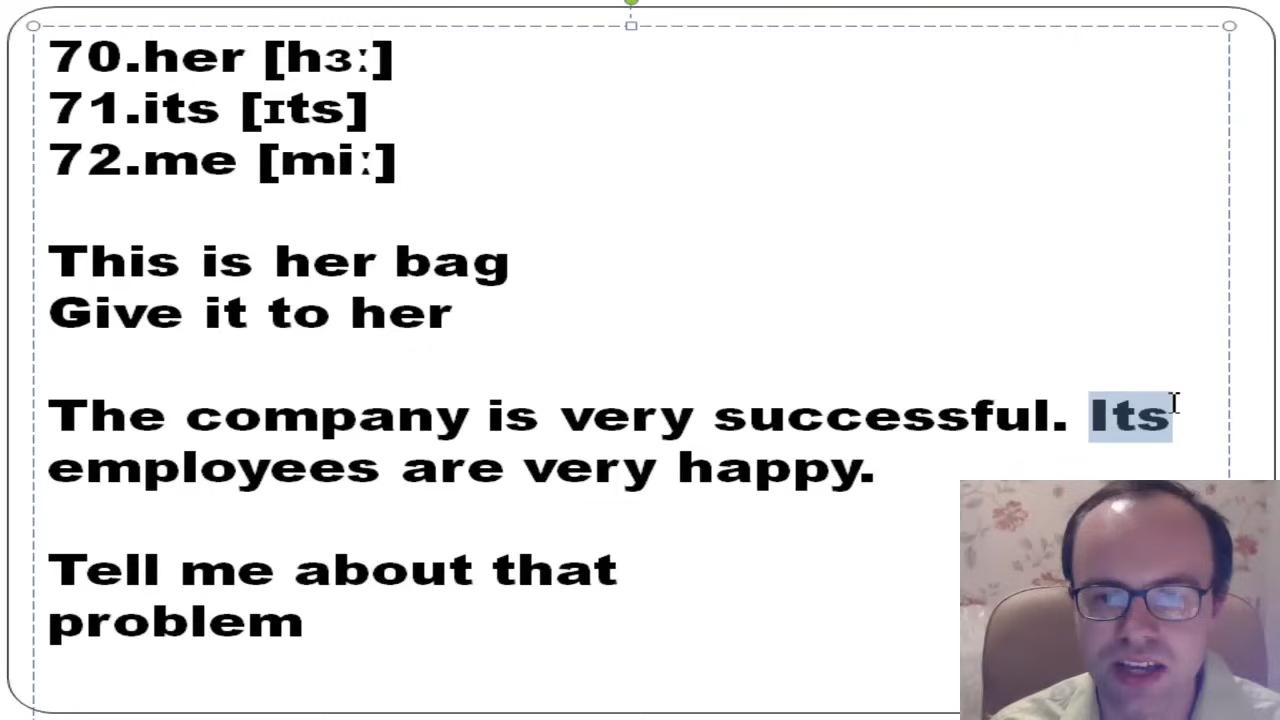 70.her [hɜː]
71.its [ɪts]
72.me [miː]
This is her bag
Give it to her
The company is very successful. Its
employees are very happy.
Tell me about that
problem